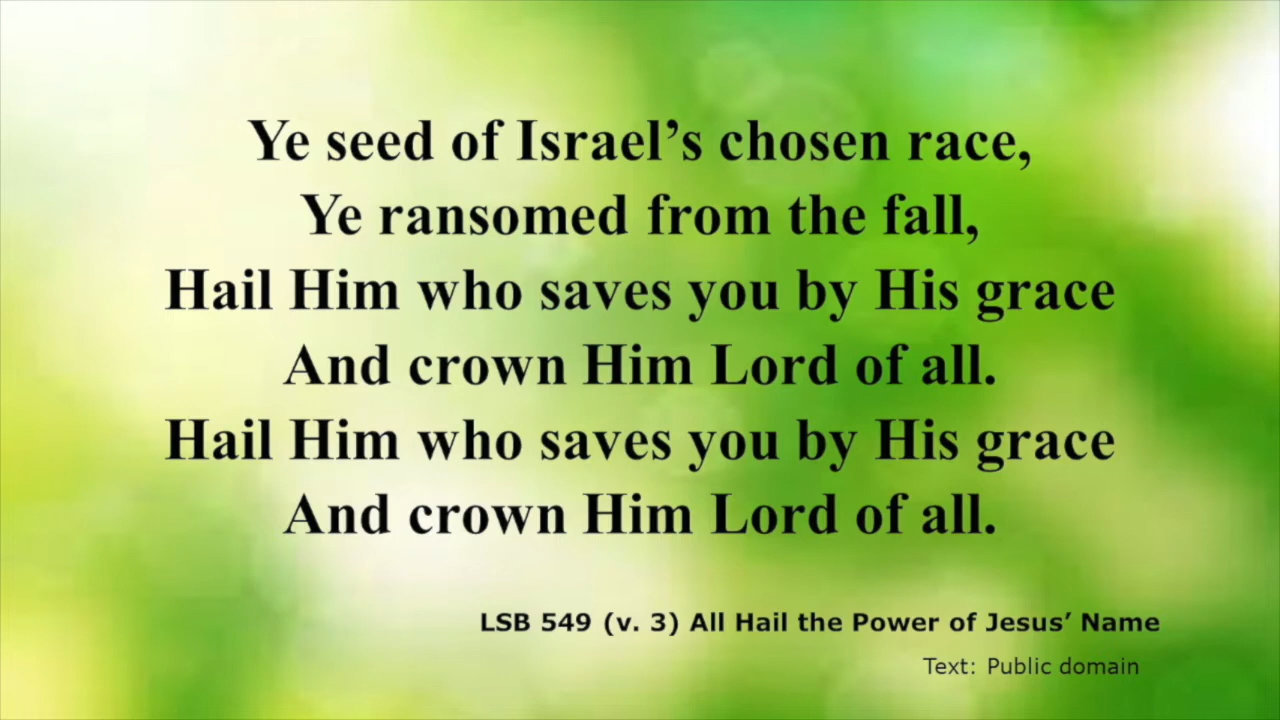 Ye seed of Israel’s chosen race,
Ye ransomed from the fall,
Hail Him who saves you by His grace
And crown Him Lord of all.
Hail Him who saves you by His grace
And crown Him Lord of all.
LSB 549 (v. 3) All Hail the Power of Jesus’ Name
Text: Public domain